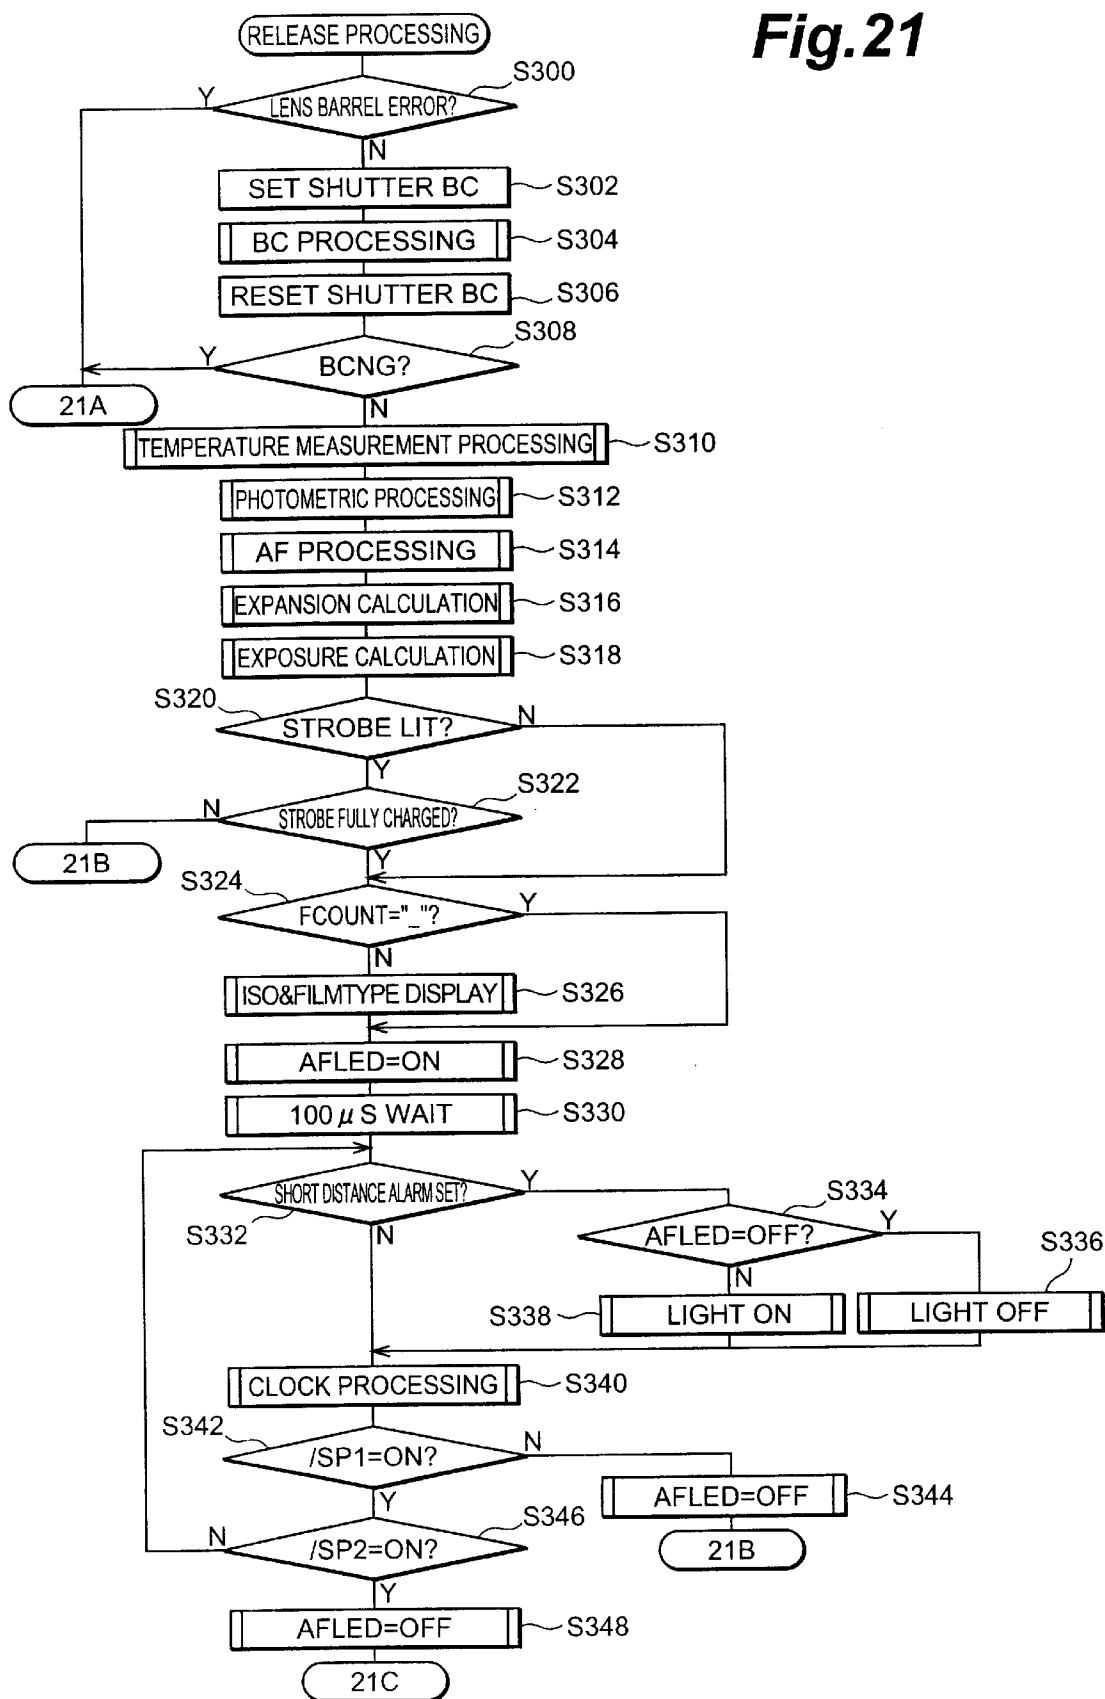 RELEASE PROCESSING
Fig.21
S300
Y
LENS BARREL ERROR?
N
SET SHUTTER BC
S302
BC PROCESSING
S304
RESET SHUTTER BC
S306
S308
Y
BCNG?
21A
N
TEMPERATURE MEASUREMENT PROCESSING
S310
PHOTOMETRIC PROCESSING
S312
AF PROCESSING
S314
EXPANSION CALCULATION
S316
EXPOSURE CALCULATION
S318
S320
STROBE LIT?
N
Y
S322
N
STROBE FULLY CHARGED?
21B
Y
S324
FCOUNT="_"?
Y
N
ISO&FILMTYPE DISPLAY
S326
AFLED=ON
S328
100 μ S WAIT
S330
SHORT DISTANCE ALARM SET?
Y
S332
N
S334
AFLED=OFF?
Y
N
S336
S338
LIGHT ON
LIGHT OFF
CLOCK PROCESSING
S340
S342
/SP1=ON?
N
Y
AFLED=OFF
S344
21B
S346
N
/SP2=ON?
Y
AFLED=OFF
S348
21C